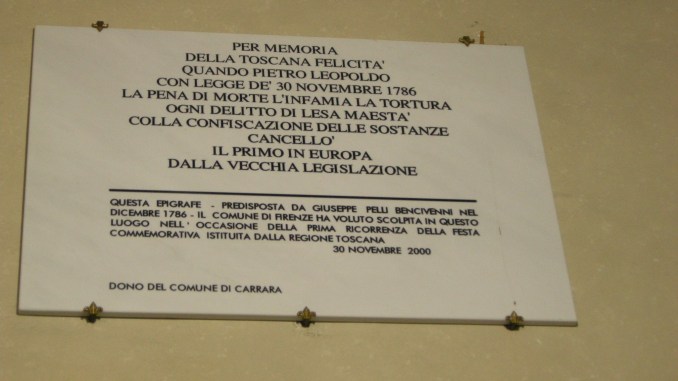 PER MEMORIA
DELLA TOSCANA FELICITA'
QUANDO PIETRO LEOPOLDO
CON LEGGE DE' 30 NOVEMBRE 1786
LA PENA DI MORTE L'INFAMIA LA TORTURA
OGNI DELITTO DI LESA MAESTA'
COLLA CONFISCAZIONE DELLE SOSTANZE
CANCELLO'
IL PRIMO IN EUROPA
DALLA VECCHIA LEGISLAZIONE
QUESTA EPIGRAFE - PREDISPOSTA DA GIUSEPPE PELLI BENCIVENNI NEL
DICEMBRE 1786 - IL COMUNE DI FIRENZE HA VOLUTO SCOLPITA IN QUESTO
LUOGO NELL' OCCASIONE DELLA PRIMA RICORRENZA DELLA FESTA
COMMEMORATIVA ISTITUITA DALLA REGIONE TOSCANA
30 NOVEMBRE 2000
DONO DEL COMUNE DI CARRARA